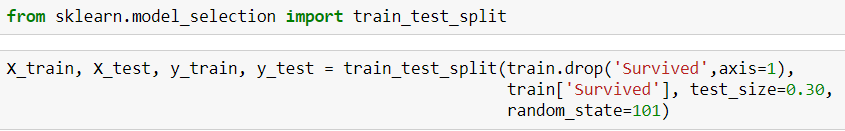 from sklearn.model_selection import train_test_split
X_train, X_test, y_train, y_test = train_test_split(train.drop('Survived',axis=1),
train['Survived'], test_size=0.30,
random_state=101)